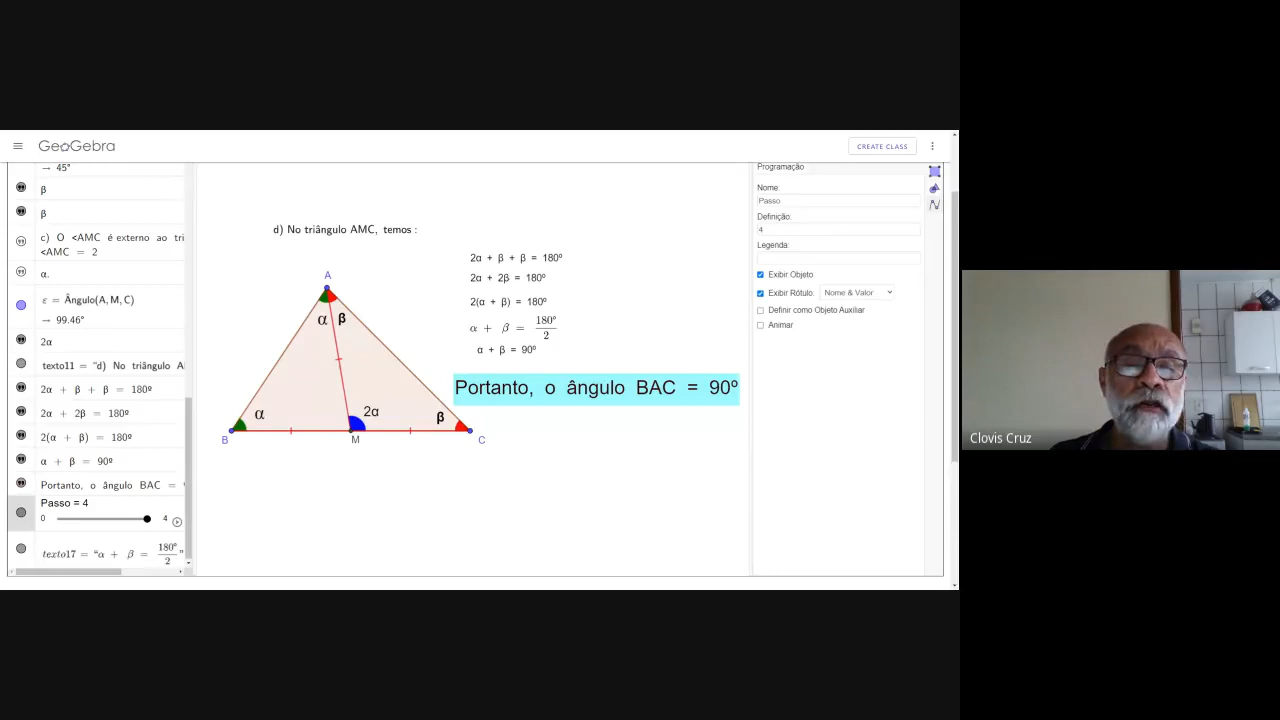 GeoGebra
CREATE CLASS
→ 45°
β
β
c) O <AMC é externo ao tri
<AMC = 2
α.
ε = Ângulo(A, M, C)
→ 99.46°
2α
texto11 = "d) No triângulo A
2α + β + β = 180º
2α + 2β = 180º
2(α + β) = 180º
α + β = 90º
Portanto, o ângulo BAC =
Passo = 4
0
4
texto17 = "α + β = 180º/2"
d) No triângulo AMC, temos :
2α + β + β = 180º
2α + 2β = 180º
2(α + β) = 180º
α + β = 180º/2
α + β = 90º
Portanto, o ângulo BAC = 90º
A
α β
α
2α
β
B
M
C
Programação
Nome:
Passo
Definição:
4
Legenda:
Exibir Objeto
Exibir Rótulo: Nome & Valor
Definir como Objeto Auxiliar
Animar
Clovis Cruz